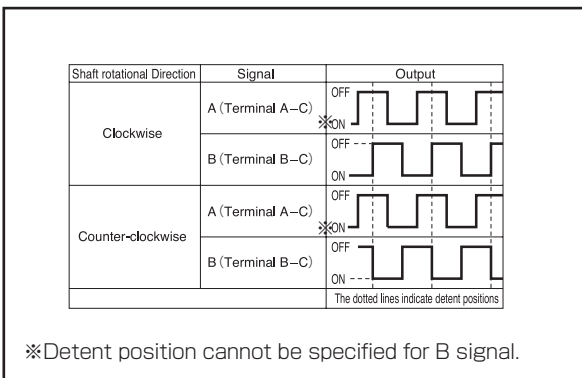 Shaft rotational Direction Signal Output
Clockwise
A (Terminal A–C)
OFF
※ON
B (Terminal B–C)
OFF
ON
Counter-clockwise
A (Terminal A–C)
OFF
※ON
B (Terminal B–C)
OFF
ON
The dotted lines indicate detent positions
※Detent position cannot be specified for B signal.